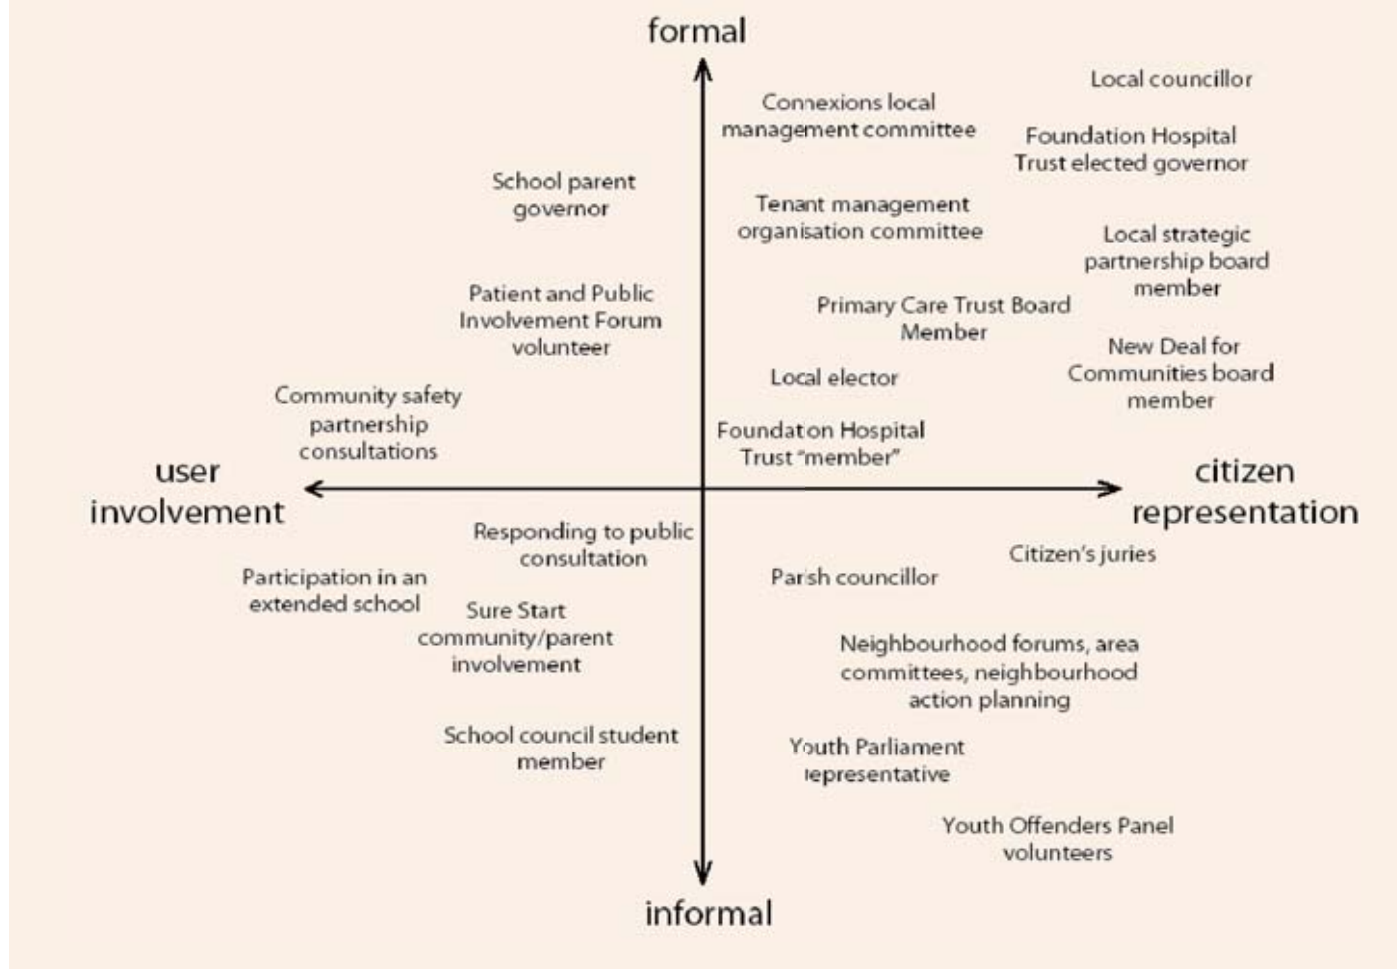 formal
Local councillor
Connexions local
management committee
Foundation Hospital
Trust elected governor
School parent
governor
Tenant management
organisation committee
Local strategic
partnership board
member
Patient and Public
Involvement Forum
volunteer
Primary Care Trust Board
Member
New Deal for
Communities board
member
Local elector
Community safety
partnership
consultations
Foundation Hospital
Trust “member”
user
involvement
citizen
representation
Responding to public
consultation
Citizen’s juries
Parish councillor
Participation in an
extended school
Sure Start
community/parent
involvement
Neighbourhood forums, area
committees, neighbourhood
action planning
School council student
member
Youth Parliament
representative
Youth Offenders Panel
volunteers
informal